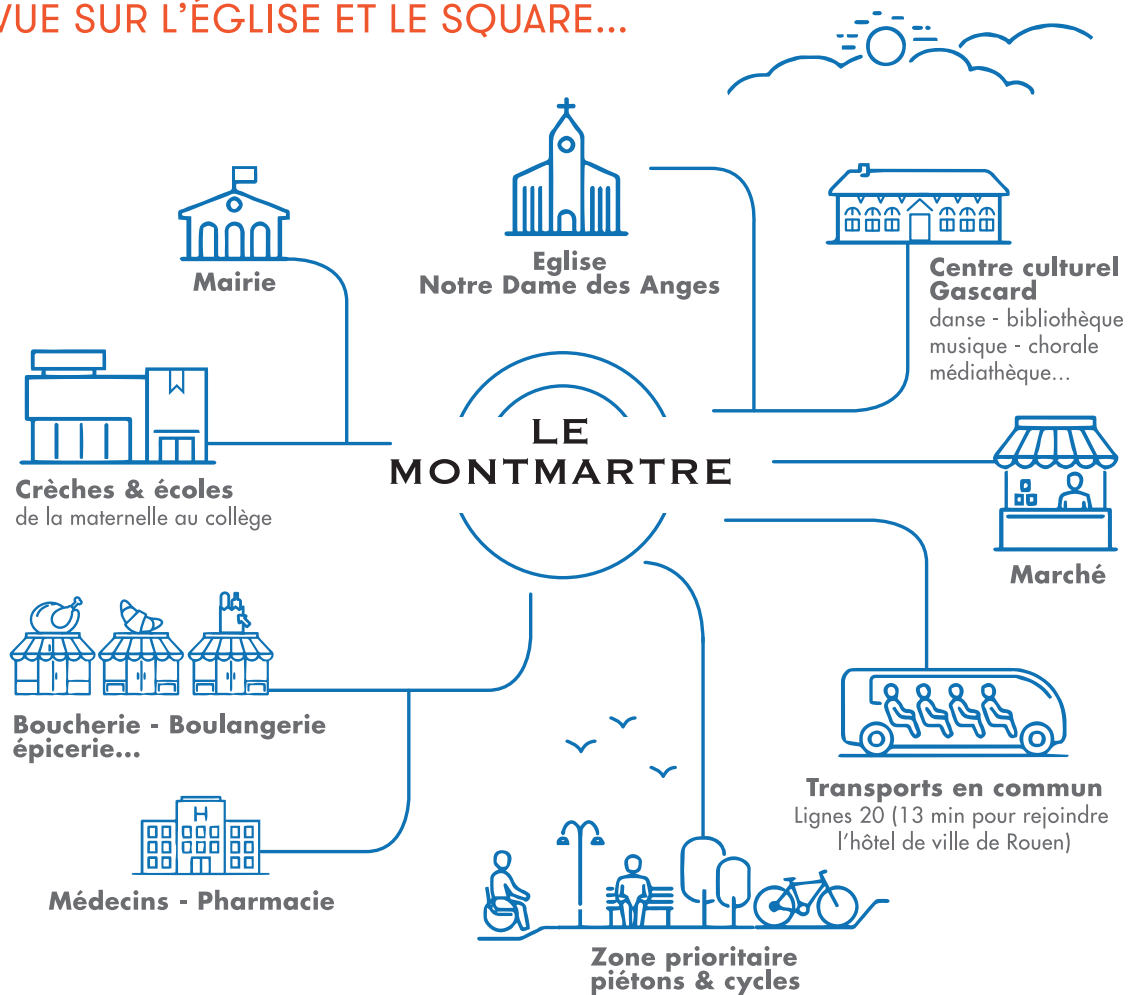 VUE SUR L'ÉGLISE ET LE SQUARE...
Mairie
Eglise
Notre Dame des Anges
Centre culturel
Gascard
danse - bibliothèque
musique - chorale
médiathèque...
LE
MONTMARTRE
Crèches & écoles
de la maternelle au collège
Marché
Boucherie - Boulangerie
épicerie...
Transports en commun
Lignes 20 (13 min pour rejoindre
l'hôtel de ville de Rouen)
H
Médecins - Pharmacie
Zone prioritaire
piétons & cycles